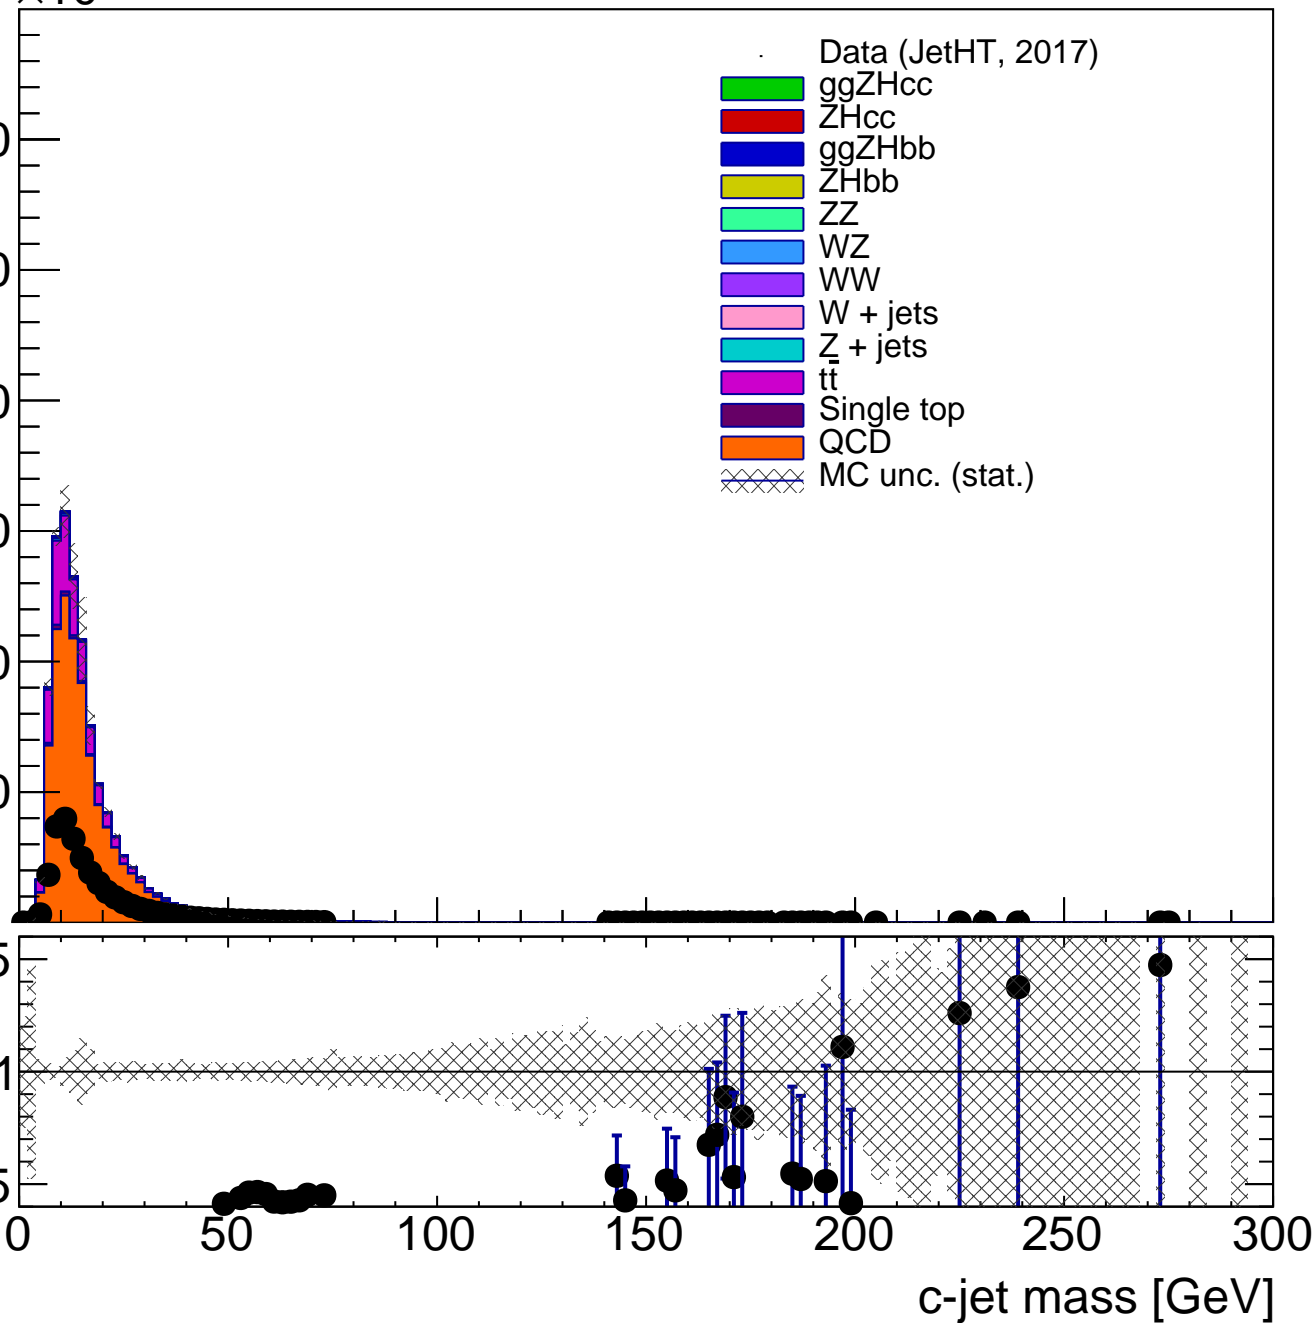 Data (JetHT, 2017)
ggZHcc
ZHcc
ggZHbb
ZHbb
ZZ
WZ
WW
W + jets
Z + jets
tt̄
Single top
QCD
MC unc. (stat.)
1
0 50 100 150 200 250 300
c-jet mass [GeV]